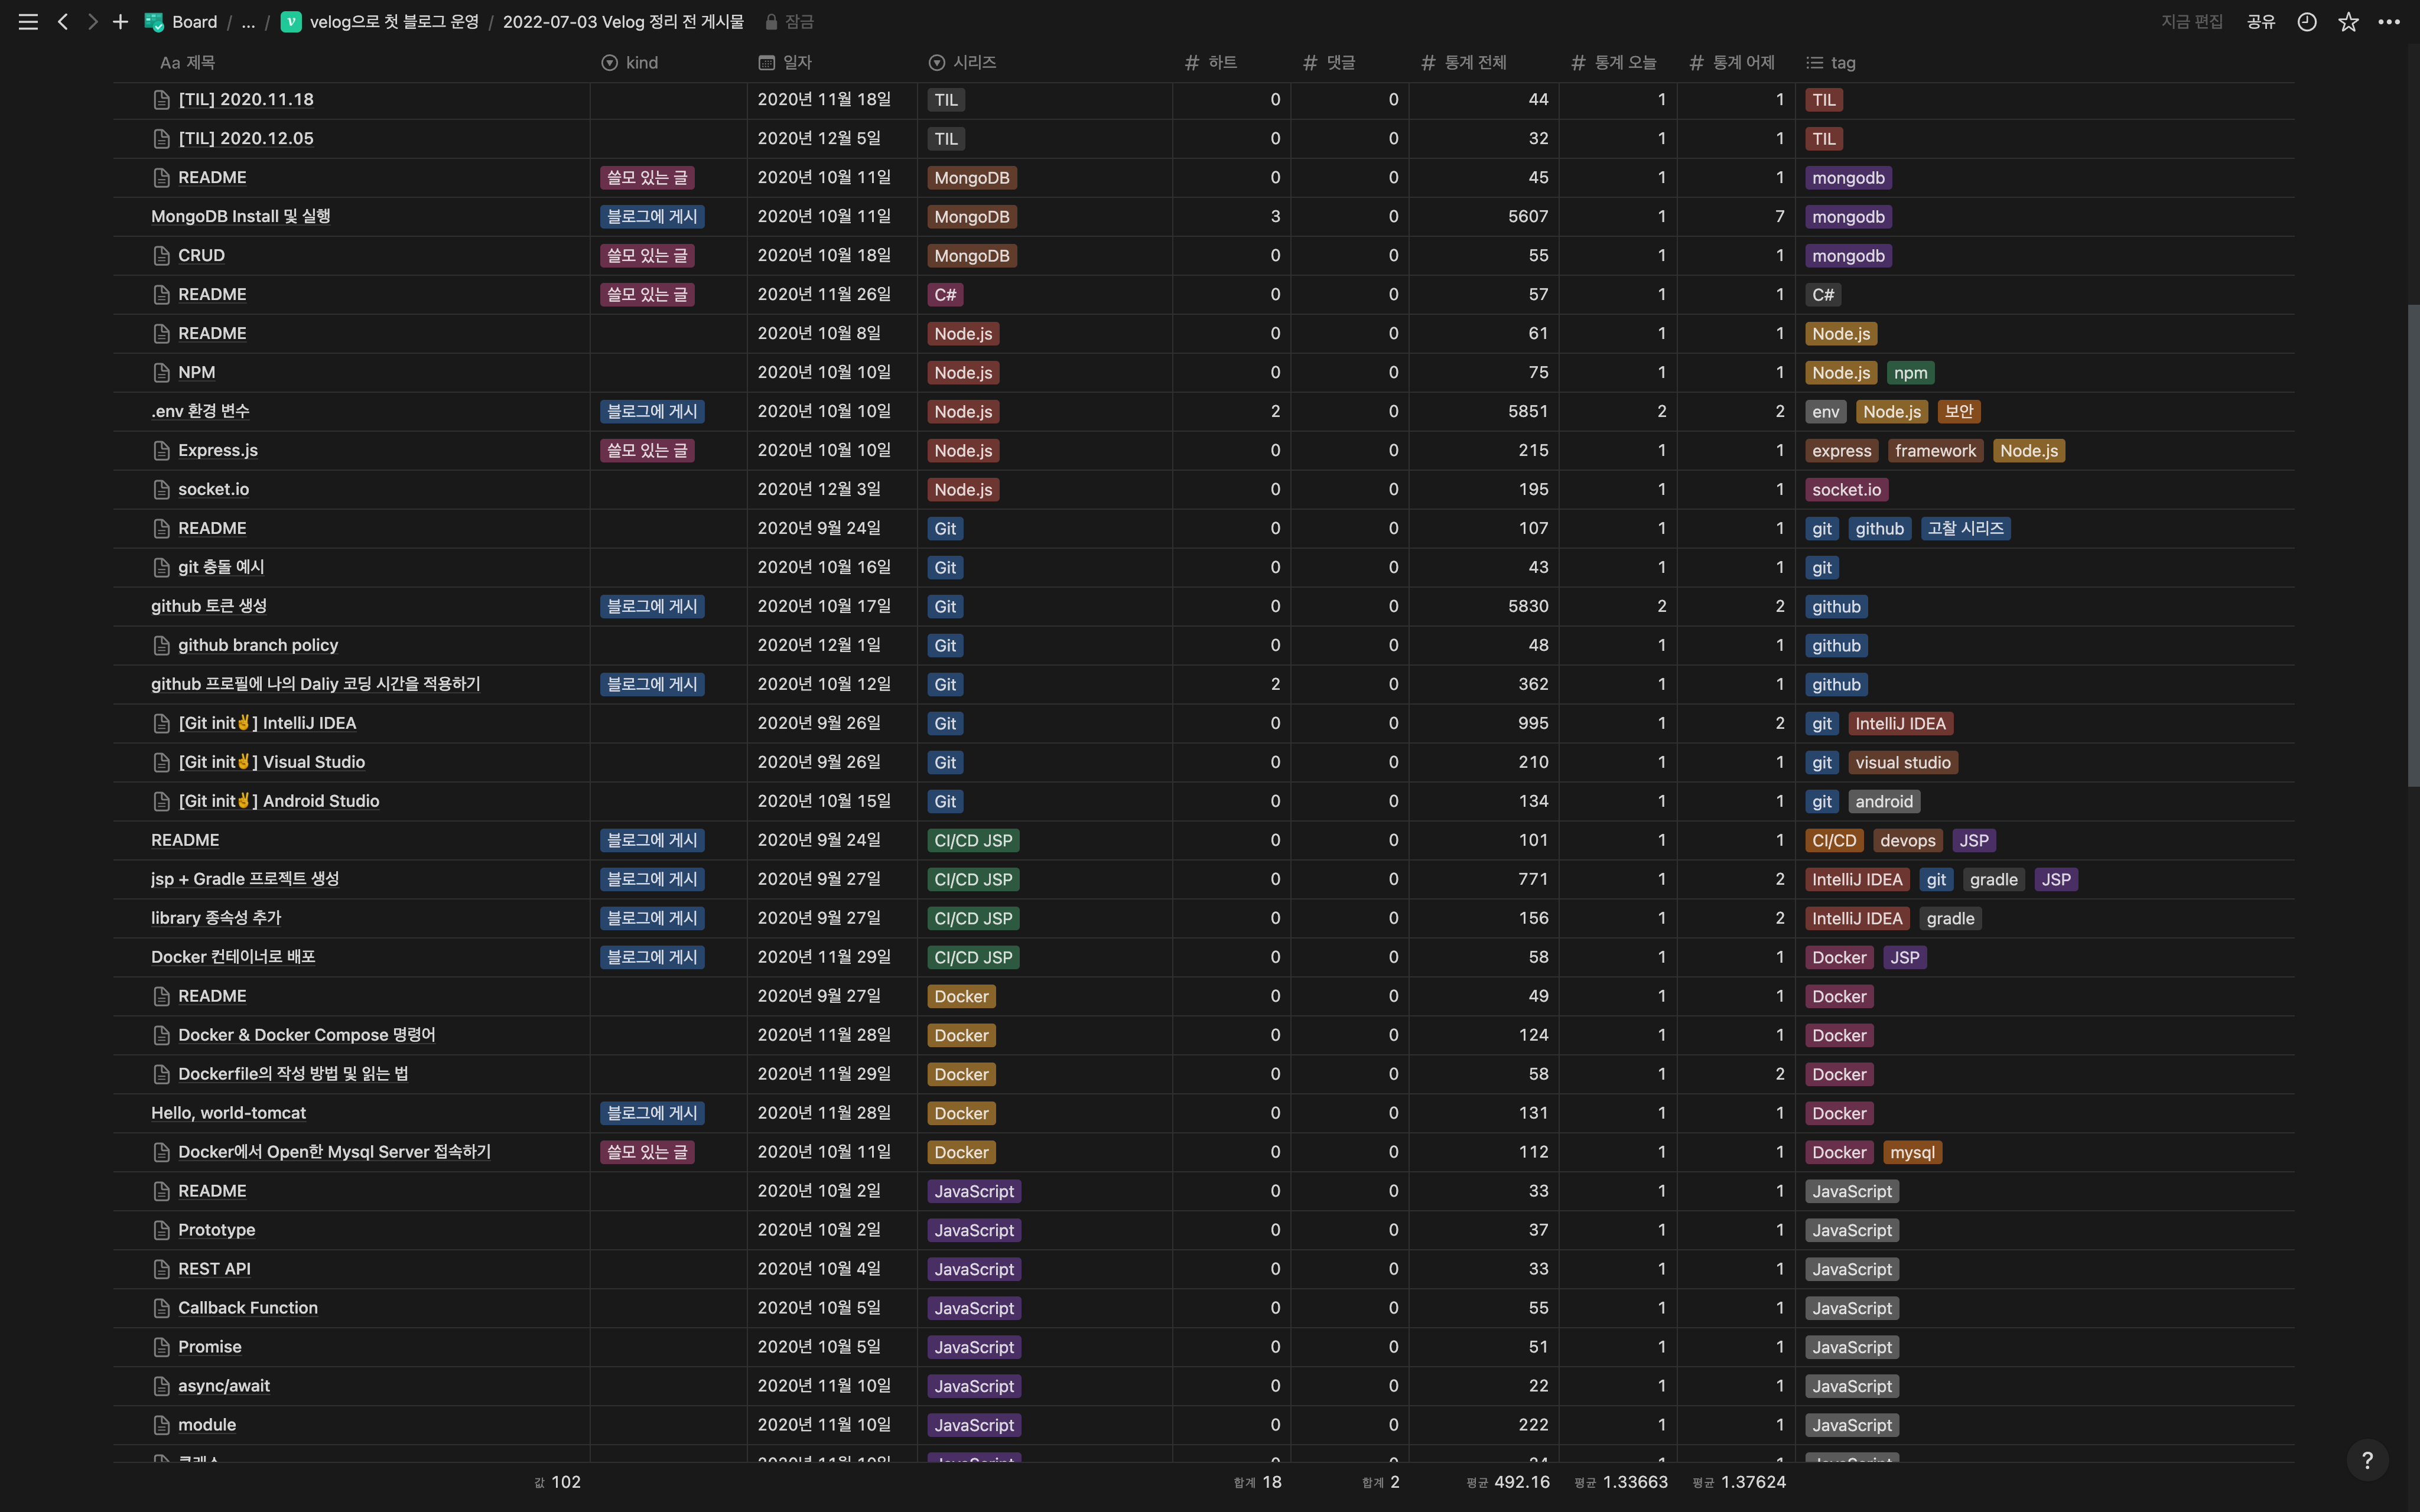 Board / ... / velog으로 첫 블로그 운영 / 2022-07-03 Velog 정리 전 게시물 잠금 지금 편집 공유
Aa 제목 kind 일자 시리즈 # 하트 # 댓글 # 통계 전체 # 통계 오늘 # 통계 어제 tag
[TIL] 2020.11.18 2020년 11월 18일 TIL 0 0 44 1 1 TIL
[TIL] 2020.12.05 2020년 12월 5일 TIL 0 0 32 1 1 TIL
README 쓸모 있는 글 2020년 10월 11일 MongoDB 0 0 45 1 1 mongodb
MongoDB Install 및 실행 블로그에 게시 2020년 10월 11일 MongoDB 3 0 5607 1 7 mongodb
CRUD 쓸모 있는 글 2020년 10월 18일 MongoDB 0 0 55 1 1 mongodb
README 쓸모 있는 글 2020년 11월 26일 C# 0 0 57 1 1 C#
README 2020년 10월 8일 Node.js 0 0 61 1 1 Node.js
NPM 2020년 10월 10일 Node.js 0 0 75 1 1 Node.js npm
.env 환경 변수 블로그에 게시 2020년 10월 10일 Node.js 2 0 5851 2 2 env Node.js 보안
Express.js 쓸모 있는 글 2020년 10월 10일 Node.js 0 0 215 1 1 express framework Node.js
socket.io 2020년 12월 3일 Node.js 0 0 195 1 1 socket.io
README 2020년 9월 24일 Git 0 0 107 1 1 git github 고찰 시리즈
git 충돌 예시 2020년 10월 16일 Git 0 0 43 1 1 git
github 토큰 생성 블로그에 게시 2020년 10월 17일 Git 0 0 5830 2 2 github
github branch policy 2020년 12월 1일 Git 0 0 48 1 1 github
github 프로필에 나의 Daliy 코딩 시간을 적용하기 블로그에 게시 2020년 10월 12일 Git 2 0 362 1 1 github
[Git init✌️] IntelliJ IDEA 2020년 9월 26일 Git 0 0 995 1 2 git IntelliJ IDEA
[Git init✌️] Visual Studio 2020년 9월 26일 Git 0 0 210 1 1 git visual studio
[Git init✌️] Android Studio 2020년 10월 15일 Git 0 0 134 1 1 git android
README 블로그에 게시 2020년 9월 24일 CI/CD JSP 0 0 101 1 1 CI/CD devops JSP
jsp + Gradle 프로젝트 생성 블로그에 게시 2020년 9월 27일 CI/CD JSP 0 0 771 1 2 IntelliJ IDEA git gradle JSP
library 종속성 추가 블로그에 게시 2020년 9월 27일 CI/CD JSP 0 0 156 1 2 IntelliJ IDEA gradle
Docker 컨테이너로 배포 블로그에 게시 2020년 11월 29일 CI/CD JSP 0 0 58 1 1 Docker JSP
README 2020년 9월 27일 Docker 0 0 49 1 1 Docker
Docker & Docker Compose 명령어 2020년 11월 28일 Docker 0 0 124 1 1 Docker
Dockerfile의 작성 방법 및 읽는 법 2020년 11월 29일 Docker 0 0 58 1 2 Docker
Hello, world-tomcat 블로그에 게시 2020년 11월 28일 Docker 0 0 131 1 1 Docker
Docker에서 Open한 Mysql Server 접속하기 쓸모 있는 글 2020년 10월 11일 Docker 0 0 112 1 1 Docker mysql
README 2020년 10월 2일 JavaScript 0 0 33 1 1 JavaScript
Prototype 2020년 10월 2일 JavaScript 0 0 37 1 1 JavaScript
REST API 2020년 10월 4일 JavaScript 0 0 33 1 1 JavaScript
Callback Function 2020년 10월 5일 JavaScript 0 0 55 1 1 JavaScript
Promise 2020년 10월 5일 JavaScript 0 0 51 1 1 JavaScript
async/await 2020년 11월 10일 JavaScript 0 0 22 1 1 JavaScript
module 2020년 11월 10일 JavaScript 0 0 222 1 1 JavaScript
값 102 합계 18 합계 2 평균 492.16 평균 1.33663 평균 1.37624
?